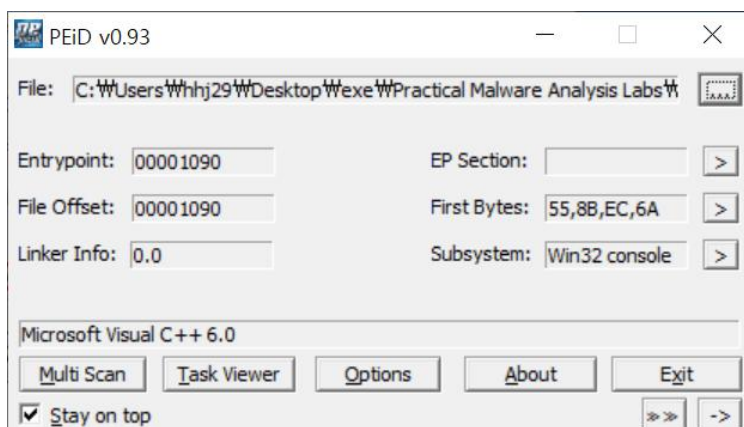 PEiD v0.93
File: C:₩Users₩hhj29₩Desktop₩exe₩Practical Malware Analysis Labs₩ ...
Entrypoint: 00001090 EP Section: >
File Offset: 00001090 First Bytes: 55,8B,EC,6A >
Linker Info: 0.0 Subsystem: Win32 console >
Microsoft Visual C++ 6.0
Multi Scan Task Viewer Options About Exit
Stay on top >> ->